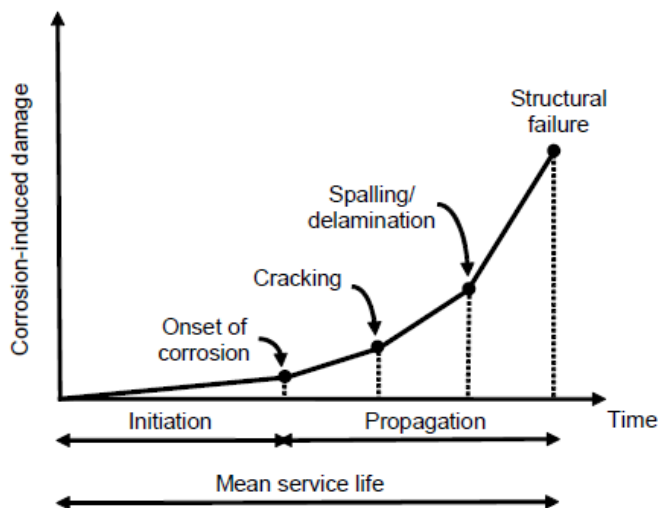 Corrosion-induced damage
Structural
failure
Spalling/
delamination
Cracking
Onset of
corrosion
Initiation
Propagation
Time
Mean service life